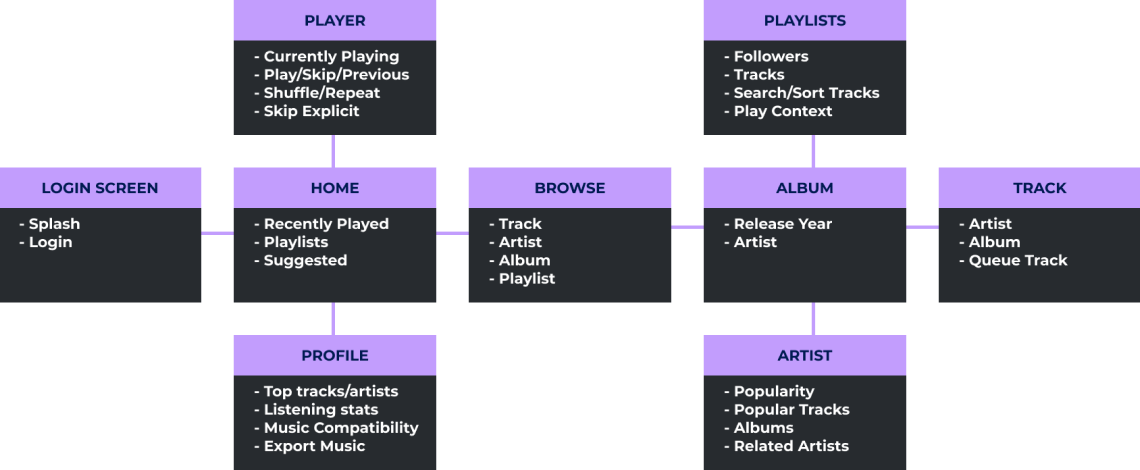 PLAYER
- Currently Playing
- Play/Skip/Previous
- Shuffle/Repeat
- Skip Explicit
PLAYLISTS
- Followers
- Tracks
- Search/Sort Tracks
- Play Context
LOGIN SCREEN
- Splash
- Login
HOME
- Recently Played
- Playlists
- Suggested
BROWSE
- Track
- Artist
- Album
- Playlist
ALBUM
- Release Year
- Artist
TRACK
- Artist
- Album
- Queue Track
PROFILE
- Top tracks/artists
- Listening stats
- Music Compatibility
- Export Music
ARTIST
- Popularity
- Popular Tracks
- Albums
- Related Artists